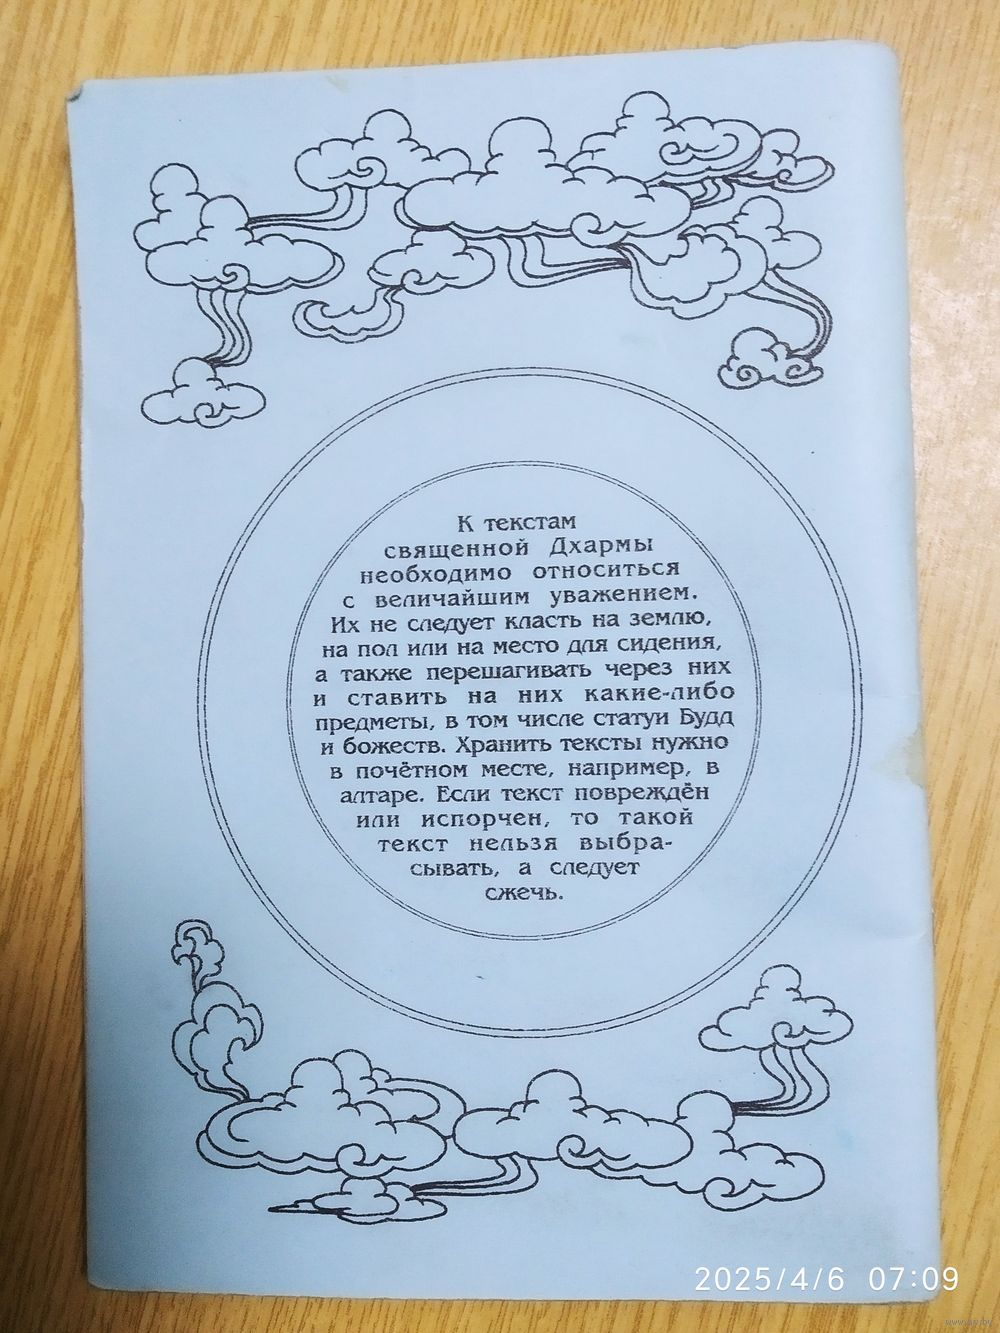 К текстам
священной Дхармы
необходимо относиться
с величайшим уважением.
Их не следует класть на землю,
на пол или на место для сидения,
а также перешагивать через них
и ставить на них какие-либо
предметы, в том числе статуи Будд
и божеств. Хранить тексты нужно
в почётном месте, например, в
алтаре. Если текст повреждён
или испорчен, то такой
текст нельзя выбра-
сывать, а следует
сжечь.
2025/4/6 07:09